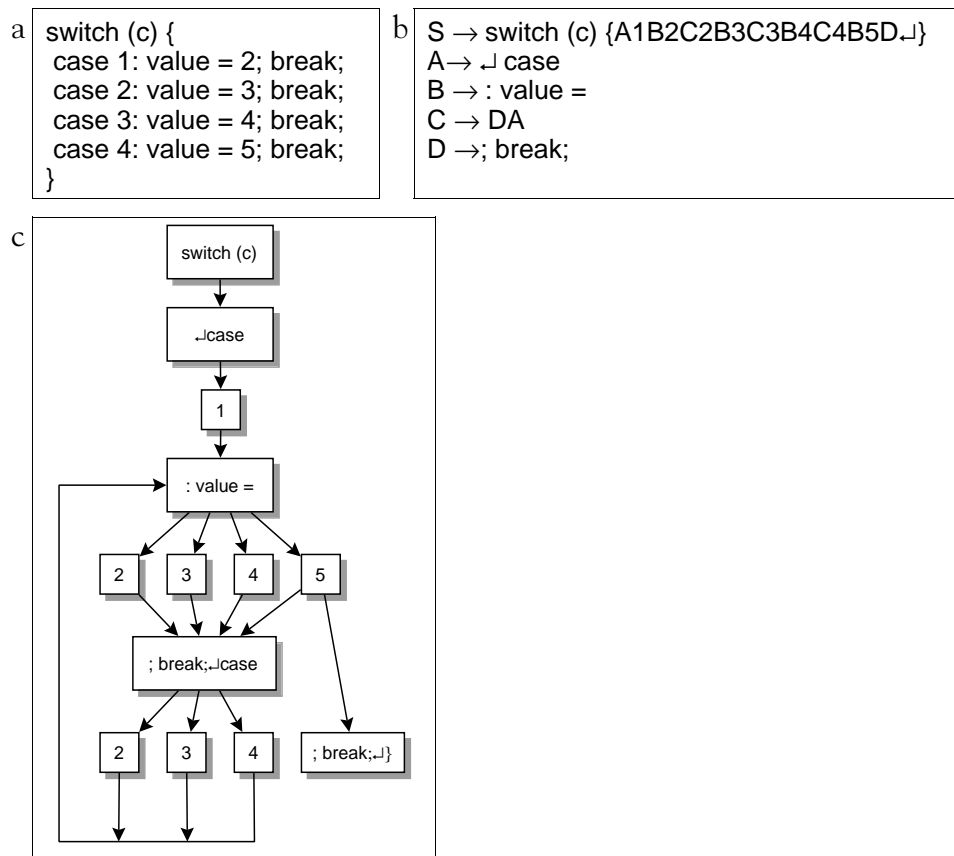 a
switch (c) {
case 1: value = 2; break;
case 2: value = 3; break;
case 3: value = 4; break;
case 4: value = 5; break;
}
b
S → switch (c) {A1B2C2B3C3B4C4B5D↵}
A→ ↵ case
B → : value =
C → DA
D →; break;
c
switch (c)
↵case
1
: value =
2 3 4 5
; break;↵case
2 3 4 ; break;↵}